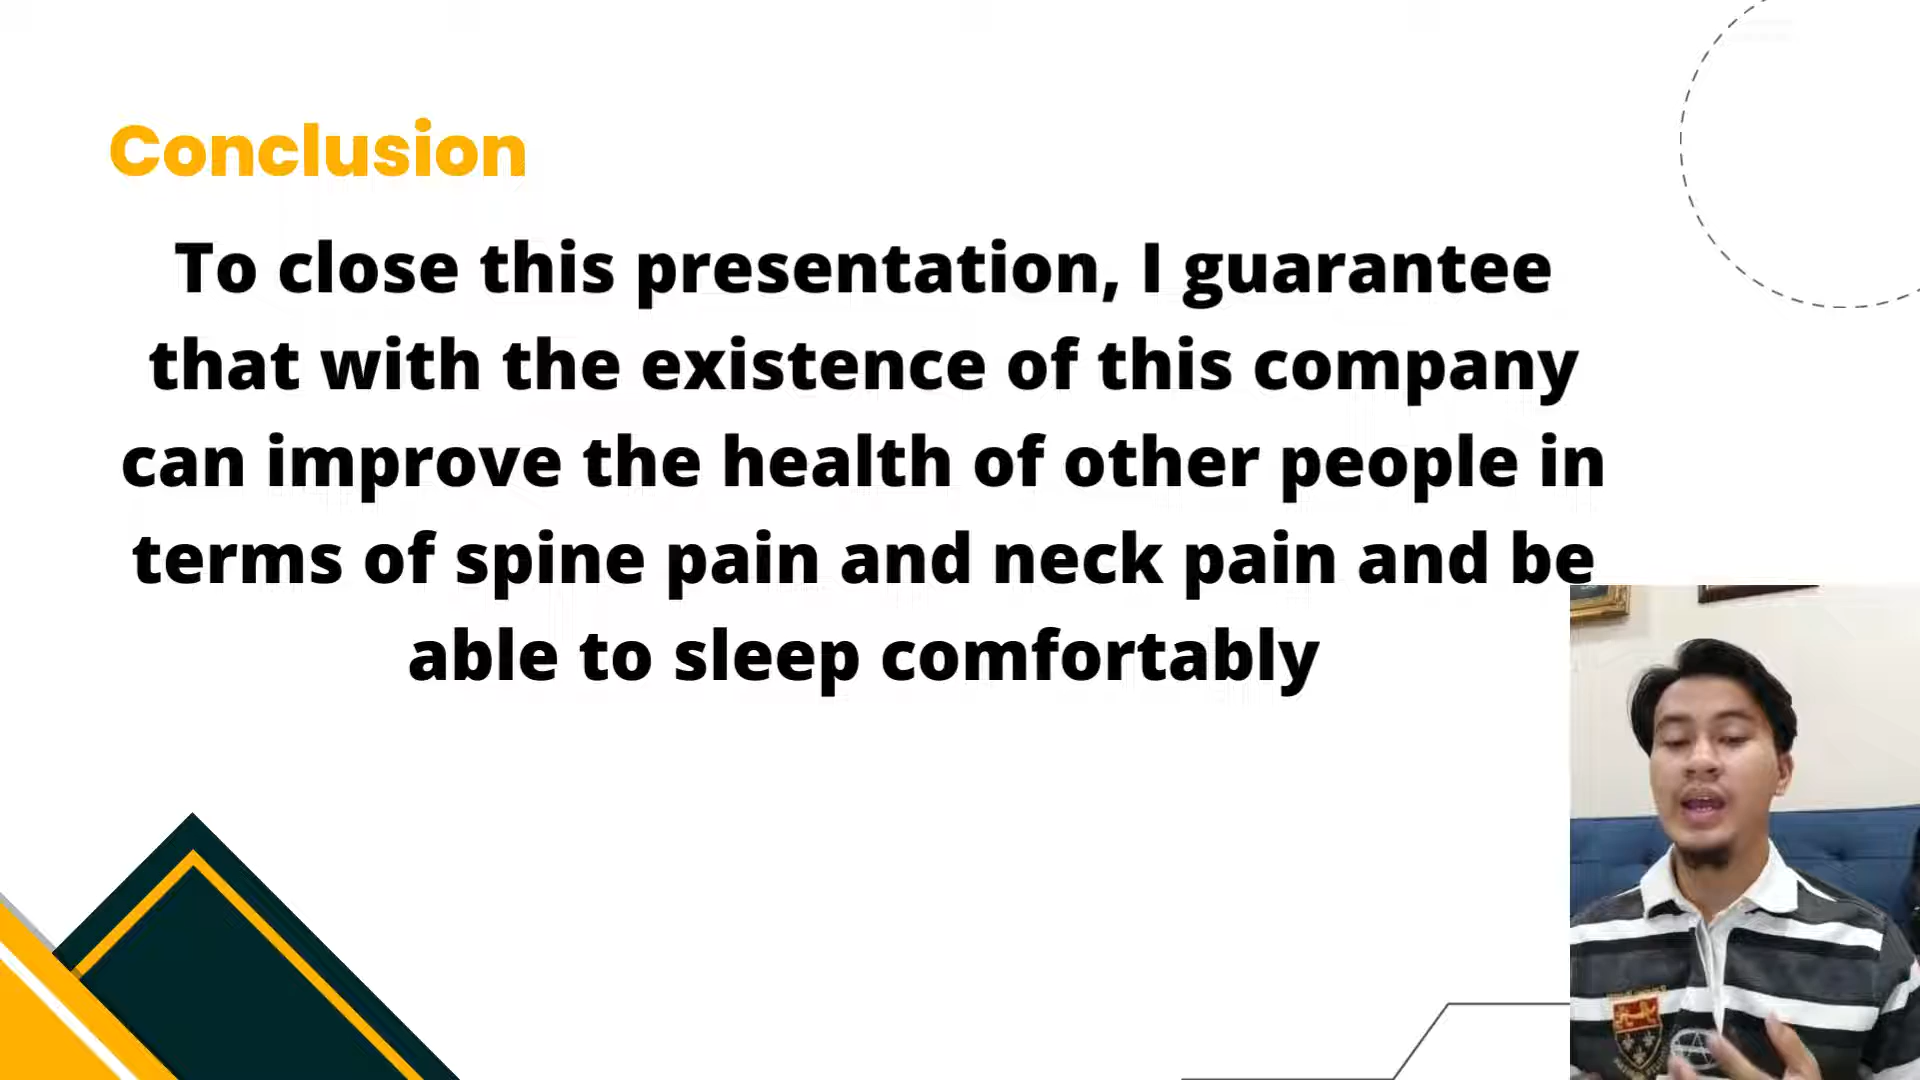 Conclusion
To close this presentation, I guarantee
that with the existence of this company
can improve the health of other people in
terms of spine pain and neck pain and be
able to sleep comfortably